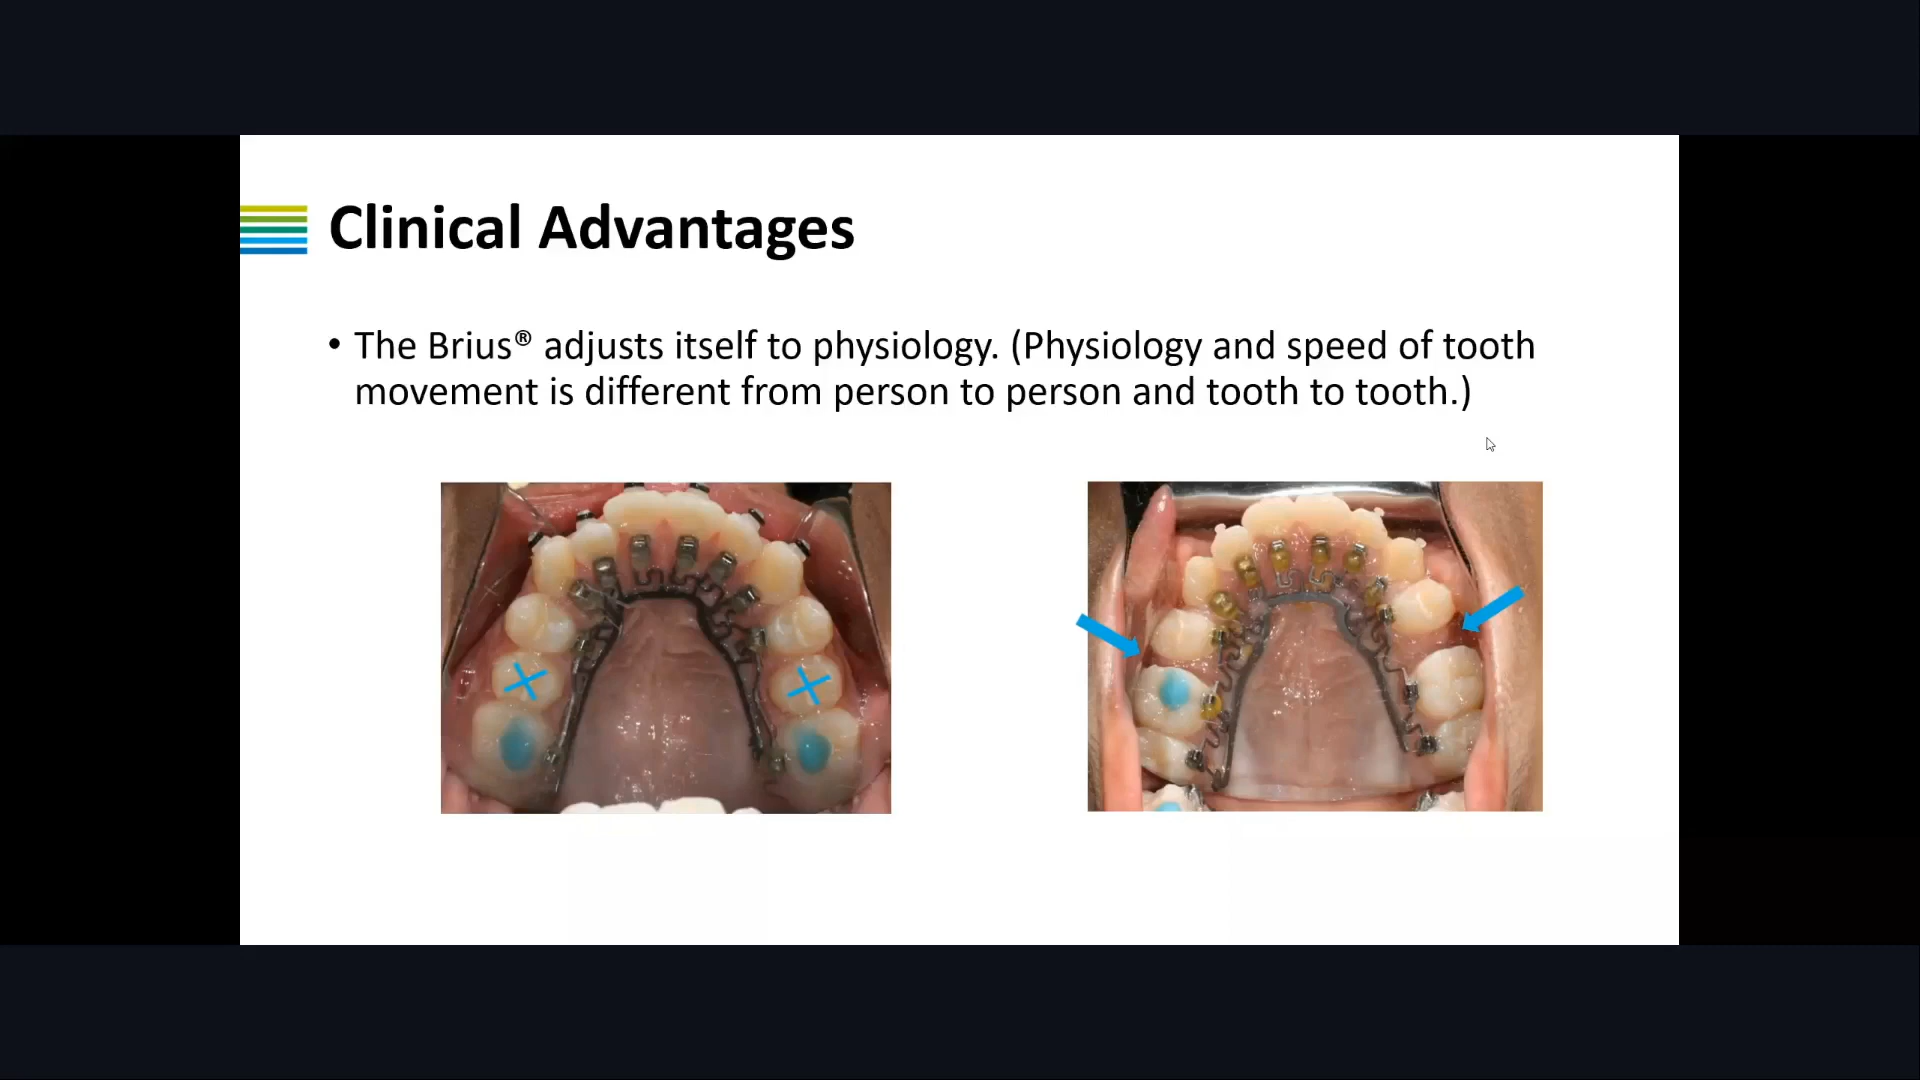 Clinical Advantages
• The Brius® adjusts itself to physiology. (Physiology and speed of tooth
movement is different from person to person and tooth to tooth.)